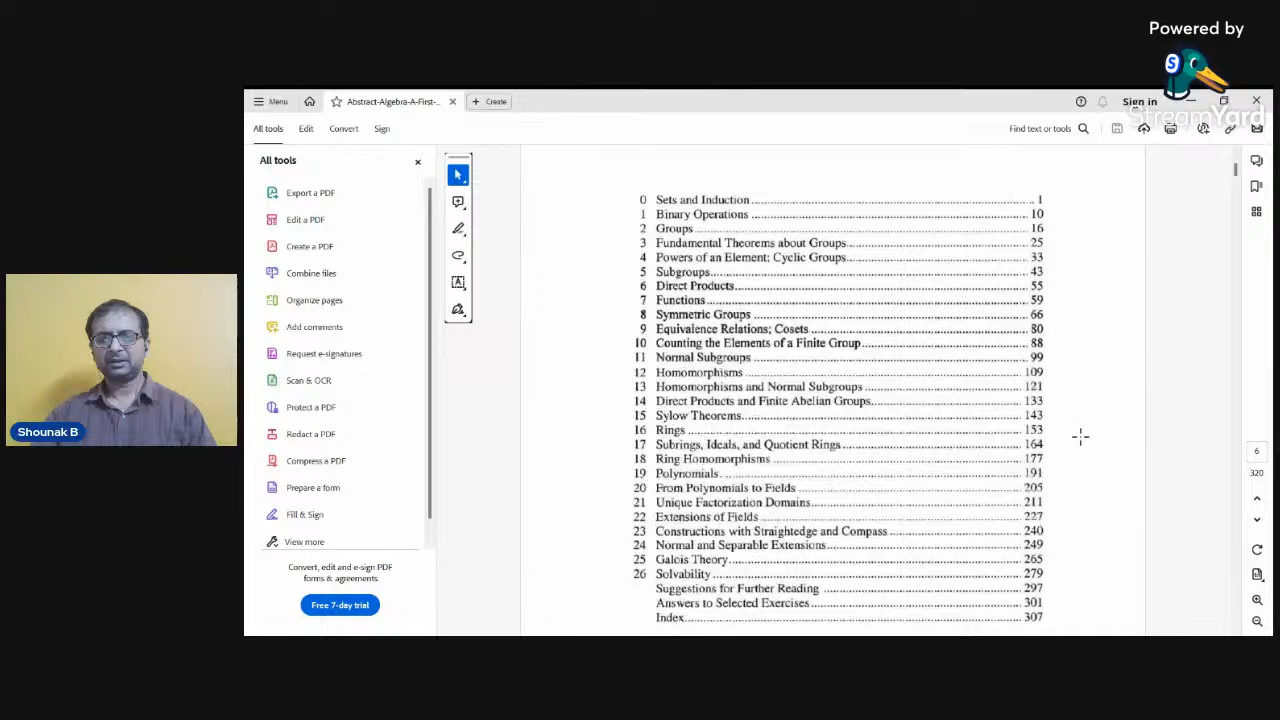 Powered by
StreamYard
Menu
Abstract-Algebra-A-First-...
Create
Sign in
All tools
Edit
Convert
Sign
Find text or tools
All tools
Export a PDF
Edit a PDF
Create a PDF
Combine files
Organize pages
Add comments
Request e-signatures
Scan & OCR
Protect a PDF
Redact a PDF
Compress a PDF
Prepare a form
Fill & Sign
View more
Convert, edit and e-sign PDF
forms & agreements.
Free 7-day trial
0 Sets and Induction 1
1 Binary Operations 10
2 Groups 16
3 Fundamental Theorems about Groups 25
4 Powers of an Element; Cyclic Groups 33
5 Subgroups 43
6 Direct Products 55
7 Functions 59
8 Symmetric Groups 66
9 Equivalence Relations; Cosets 80
10 Counting the Elements of a Finite Group 88
11 Normal Subgroups 99
12 Homomorphisms 109
13 Homomorphisms and Normal Subgroups 121
14 Direct Products and Finite Abelian Groups 133
15 Sylow Theorems 143
16 Rings 153
17 Subrings, Ideals, and Quotient Rings 164
18 Ring Homomorphisms 177
19 Polynomials 191
20 From Polynomials to Fields 205
21 Unique Factorization Domains 211
22 Extensions of Fields 227
23 Constructions with Straightedge and Compass 240
24 Normal and Separable Extensions 249
25 Galois Theory 265
26 Solvability 279
Suggestions for Further Reading 297
Answers to Selected Exercises 301
Index 307
6
320
Shounak B